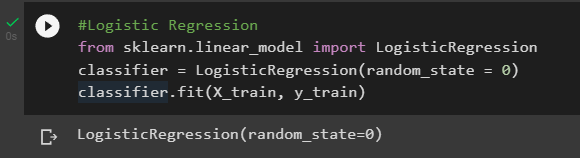 #Logistic Regression
from sklearn.linear_model import LogisticRegression
classifier = LogisticRegression(random_state = 0)
classifier.fit(X_train, y_train)
0s
LogisticRegression(random_state=0)